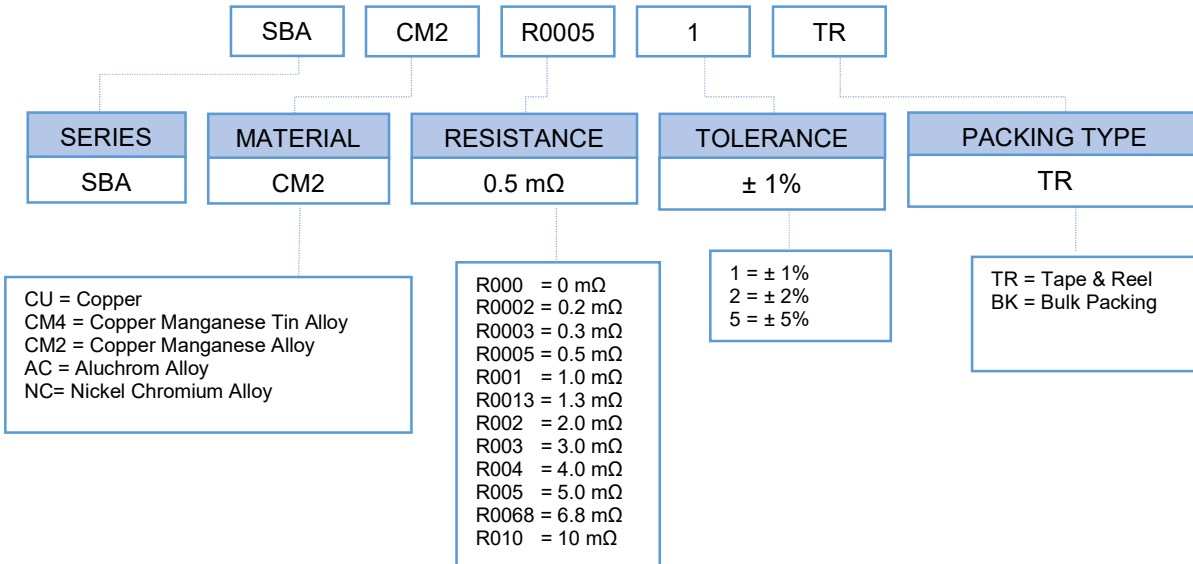 SBA CM2 R0005 1 TR
SERIES MATERIAL RESISTANCE TOLERANCE PACKING TYPE
SBA CM2 0.5 mΩ ± 1% TR
CU = Copper
CM4 = Copper Manganese Tin Alloy
CM2 = Copper Manganese Alloy
AC = Aluchrom Alloy
NC= Nickel Chromium Alloy
R000 = 0 mΩ
R0002 = 0.2 mΩ
R0003 = 0.3 mΩ
R0005 = 0.5 mΩ
R001 = 1.0 mΩ
R0013 = 1.3 mΩ
R002 = 2.0 mΩ
R003 = 3.0 mΩ
R004 = 4.0 mΩ
R005 = 5.0 mΩ
R0068 = 6.8 mΩ
R010 = 10 mΩ
1 = ± 1%
2 = ± 2%
5 = ± 5%
TR = Tape & Reel
BK = Bulk Packing